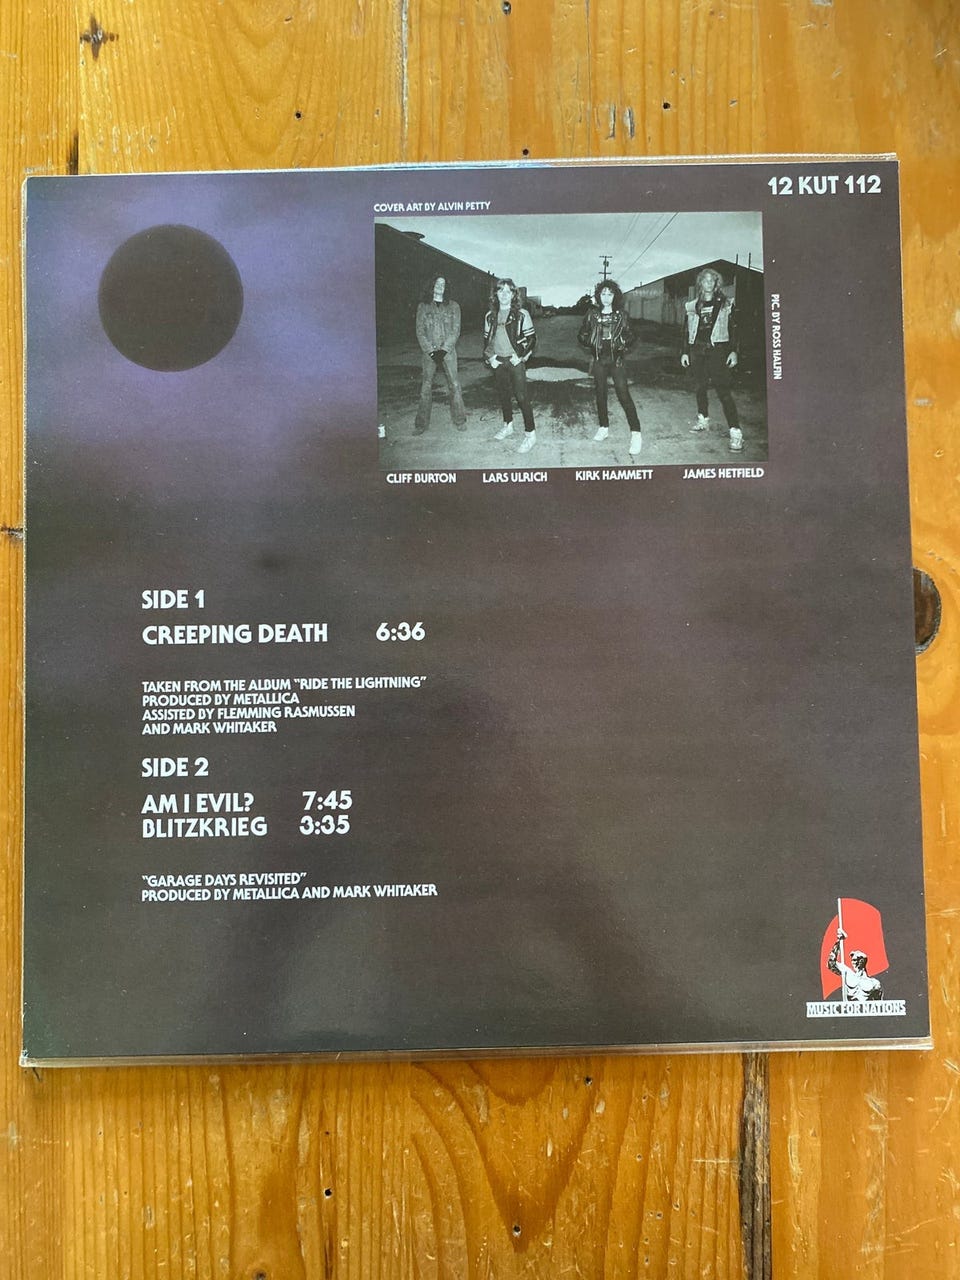 12 KUT 112
COVER ART BY ALVIN PETTY
PIC. BY ROSS HALFIN
CLIFF BURTON LARS ULRICH KIRK HAMMETT JAMES HETFIELD
SIDE 1
CREEPING DEATH 6:36
TAKEN FROM THE ALBUM "RIDE THE LIGHTNING"
PRODUCED BY METALLICA
ASSISTED BY FLEMMING RASMUSSEN
AND MARK WHITAKER
SIDE 2
AM I EVIL? 7:45
BLITZKRIEG 3:35
"GARAGE DAYS REVISITED"
PRODUCED BY METALLICA AND MARK WHITAKER
MUSIC FOR NATIONS